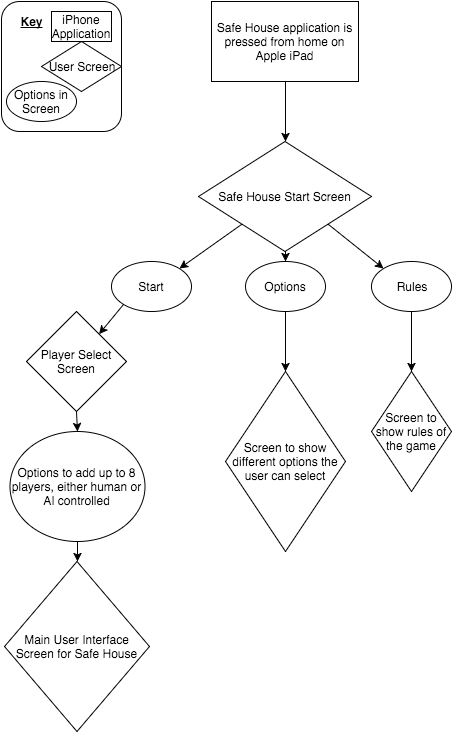 Key
iPhone
Application
User Screen
Options in
Screen
Safe House application is
pressed from home on
Apple iPad
Safe House Start Screen
Start
Options
Rules
Player Select
Screen
Screen to show
different options the
user can select
Screen to
show rules of
the game
Options to add up to 8
players, either human or
AI controlled
Main User Interface
Screen for Safe House